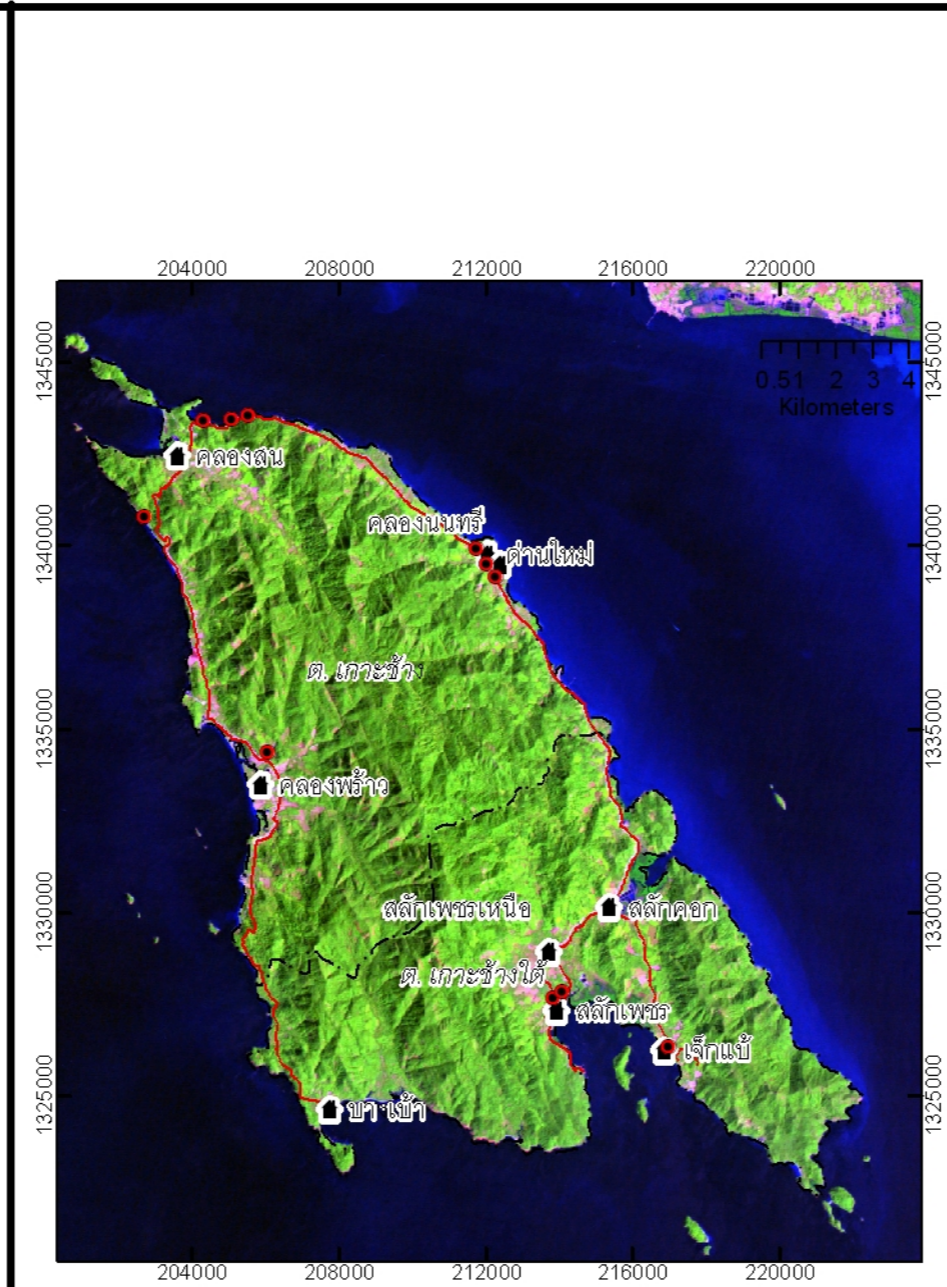 204000 208000 212000 216000 220000
1345000
1345000
0.51 2 3 4
Kilometers
คลองสน
คลองนนทรี
1340000
ด่านใหม่
1340000
ต. เกาะช้าง
1335000
1335000
คลองพร้าว
สลักเพชรเหนือ
สลักคอก
1330000
1330000
ต. เกาะช้างใต้
สลักเพชร
เจ็กแบ้
1325000
บางเบ้า
1325000
204000 208000 212000 216000 220000